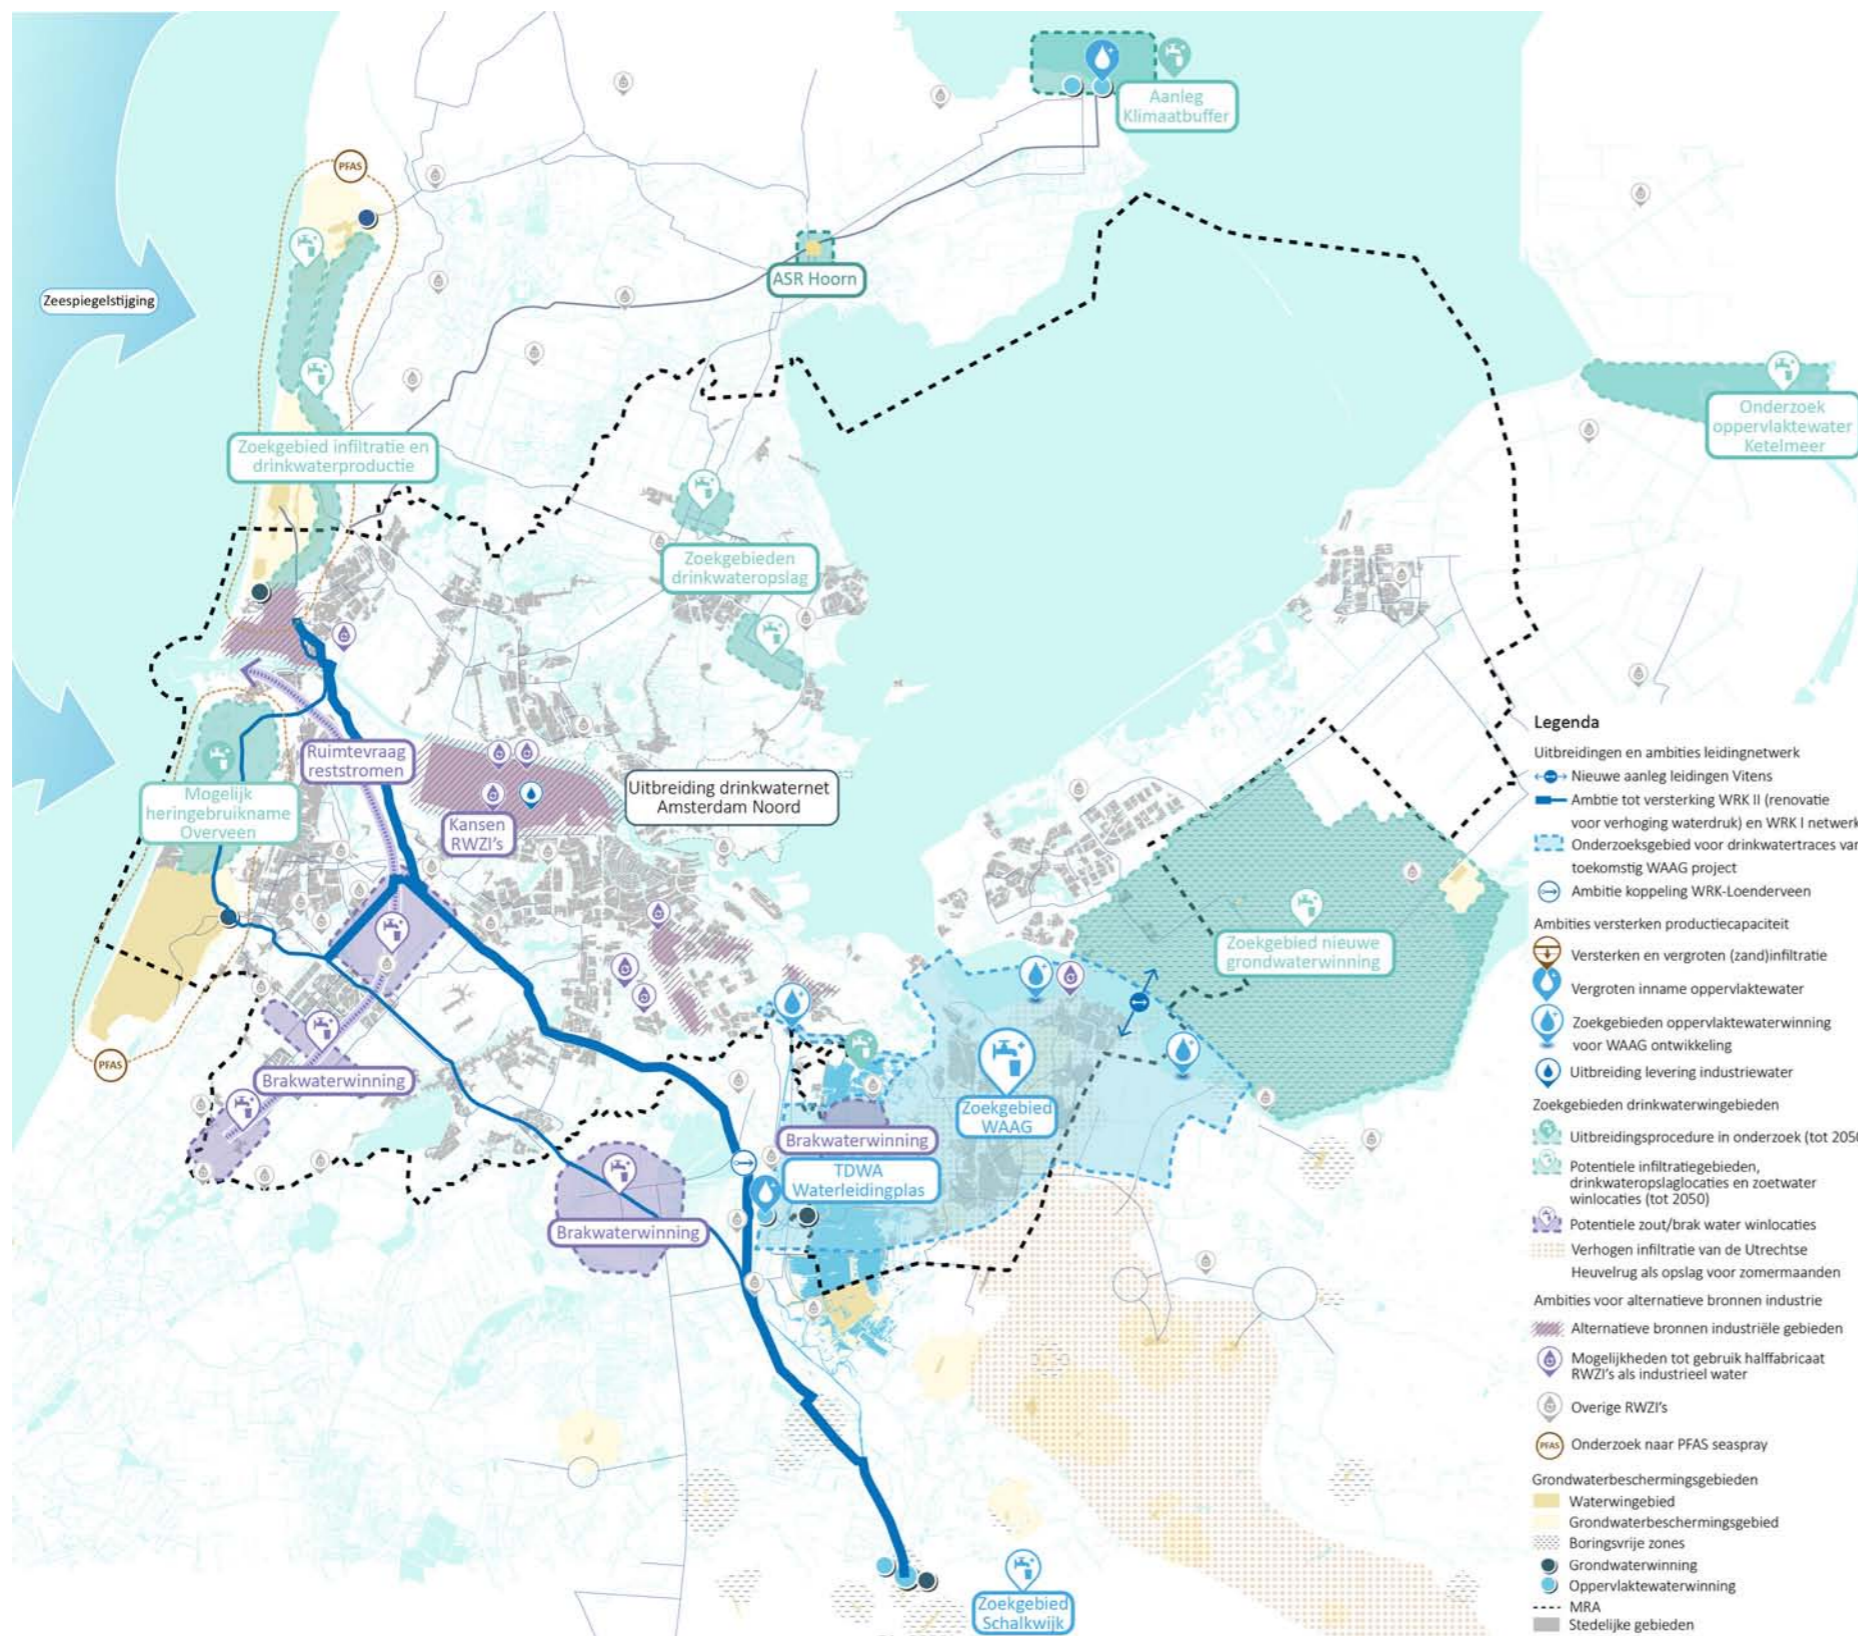 PFAS
Aanleg
Klimaatbuffer
Zeespiegelstijging
ASR Hoorn
Onderzoek
oppervlaktewater
Ketelmeer
Zoekgebied infiltratie en
drinkwaterproductie
Zoekgebieden
drinkwateropslag
Ruimtevraag
reststromen
Mogelijk
heringebruikname
Overveen
Kansen
RWZI's
Uitbreiding drinkwaternet
Amsterdam Noord
Zoekgebied nieuwe
grondwaterwinning
PFAS
Brakwaterwinning
Zoekgebied
WAAG
Brakwaterwinning
TDWA
Waterleidingplas
Brakwaterwinning
Zoekgebied
Schalkwijk
Legenda
Uitbreidingen en ambities leidingnetwerk
Nieuwe aanleg leidingen Vitens
Ambtie tot versterking WRK II (renovatie
voor verhoging waterdruk) en WRK I netwerk
Onderzoeksgebied voor drinkwatertraces van
toekomstig WAAG project
Ambitie koppeling WRK-Loenderveen
Ambities versterken productiecapaciteit
Versterken en vergroten (zand)infiltratie
Vergroten inname oppervlaktewater
Zoekgebieden oppervlaktewaterwinning
voor WAAG ontwikkeling
Uitbreiding levering industriewater
Zoekgebieden drinkwaterwingebieden
Uitbreidingsprocedure in onderzoek (tot 2050
Potentiele infiltratiegebieden,
drinkwateropslaglocaties en zoetwater
winlocaties (tot 2050)
Potentiele zout/brak water winlocaties
Verhogen infiltratie van de Utrechtse
Heuvelrug als opslag voor zomermaanden
Ambities voor alternatieve bronnen industrie
Alternatieve bronnen industriële gebieden
Mogelijkheden tot gebruik halffabricaat
RWZI's als industrieel water
Overige RWZI's
PFAS Onderzoek naar PFAS seaspray
Grondwaterbeschermingsgebieden
Waterwingebied
Grondwaterbeschermingsgebied
Boringsvrije zones
Grondwaterwinning
Oppervlaktewaterwinning
MRA
Stedelijke gebieden